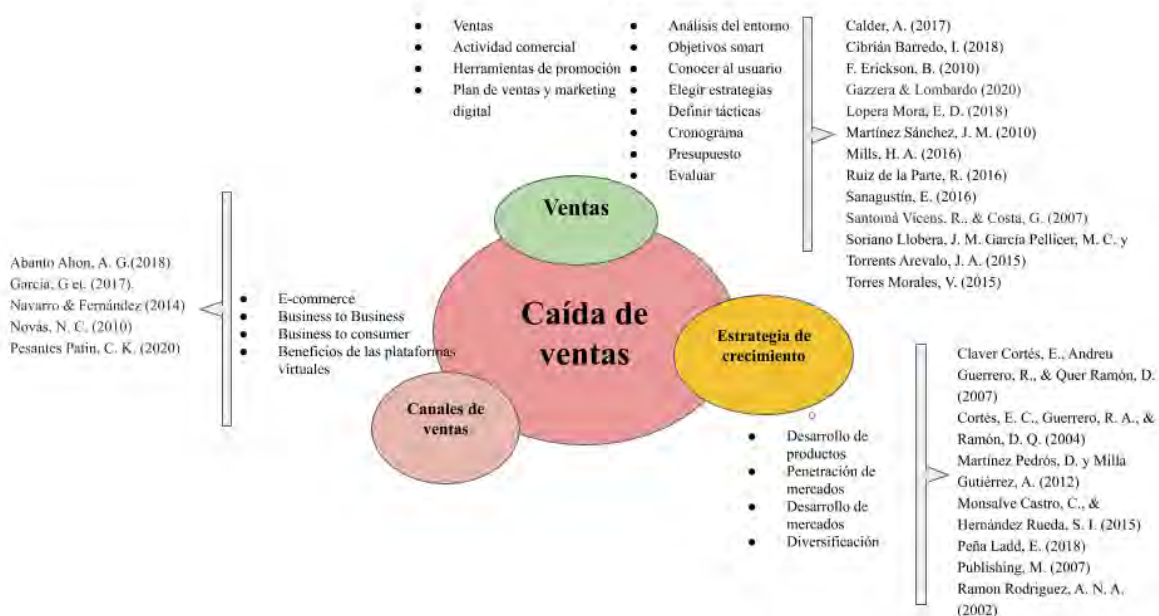 Ventas
Actividad comercial
Herramientas de promoción
Plan de ventas y marketing
digital
Análisis del entorno
Objetivos smart
Conocer al usuario
Elegir estrategias
Definir tácticas
Cronograma
Presupuesto
Evaluar
Calder, A. (2017)
Cibrián Barredo, I. (2018)
F. Erickson, B. (2010)
Gazzera & Lombardo (2020)
Lopera Mora, E. D. (2018)
Martínez Sánchez, J. M. (2010)
Mills, H. A. (2016)
Ruiz de la Parte, R. (2016)
Sanagustín, E. (2016)
Santomá Vicens, R., & Costa, G. (2007)
Soriano Llobera, J. M. García Pellicer, M. C. y
Torrents Arevalo, J. A. (2015)
Torres Morales, V. (2015)
Ventas
Caída de
ventas
Estrategia de
crecimiento
Canales de
ventas
Abanto Ahon, A. G.(2018)
García, G et. (2017)
Navarro & Fernández (2014)
Novás, N. C. (2010)
Pesantes Patin, C. K. (2020)
E-commerce
Business to Business
Business to consumer
Beneficios de las plataformas
virtuales
Desarrollo de
productos
Penetración de
mercados
Desarrollo de
mercados
Diversificación
Claver Cortés, E., Andreu
Guerrero, R., & Quer Ramón, D.
(2007)
Cortés, E. C., Guerrero, R. A., &
Ramón, D. Q. (2004)
Martínez Pedrós, D. y Milla
Gutiérrez, A. (2012)
Monsalve Castro, C., &
Hernández Rueda, S. I. (2015)
Peña Ladd, E. (2018)
Publishing, M. (2007)
Ramon Rodriguez, A. N. A.
(2002)